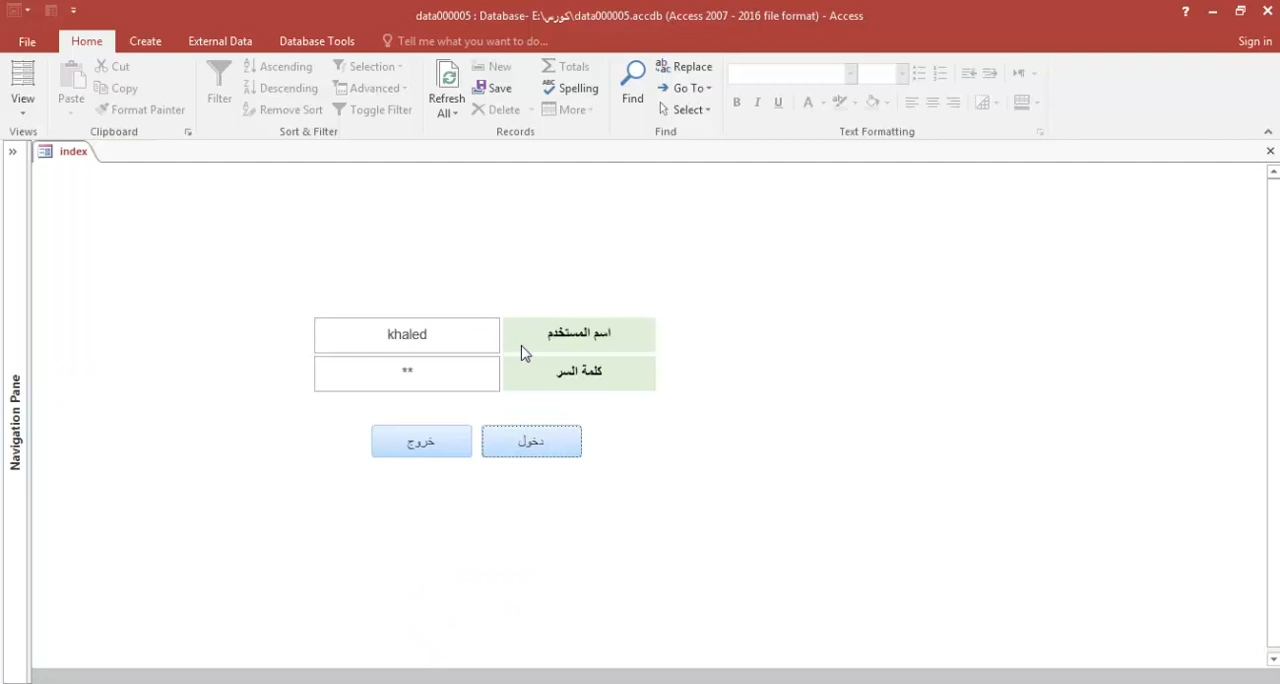 data000005 : Database- E:\كورس\data000005.accdb (Access 2007 - 2016 file format) - Access
?
File Home Create External Data Database Tools Tell me what you want to do... Sign in
View
Views
Paste
Cut
Copy
Format Painter
Clipboard
Filter
Ascending
Descending
Remove Sort
Selection
Advanced
Toggle Filter
Sort & Filter
Refresh All
New
Save
Delete
Totals
Spelling
More
Records
Find
Replace
Go To
Select
Find
B I U A
Text Formatting
index
Navigation Pane
اسم المستخدم
khaled
كلمة السر
**
دخول
خروج